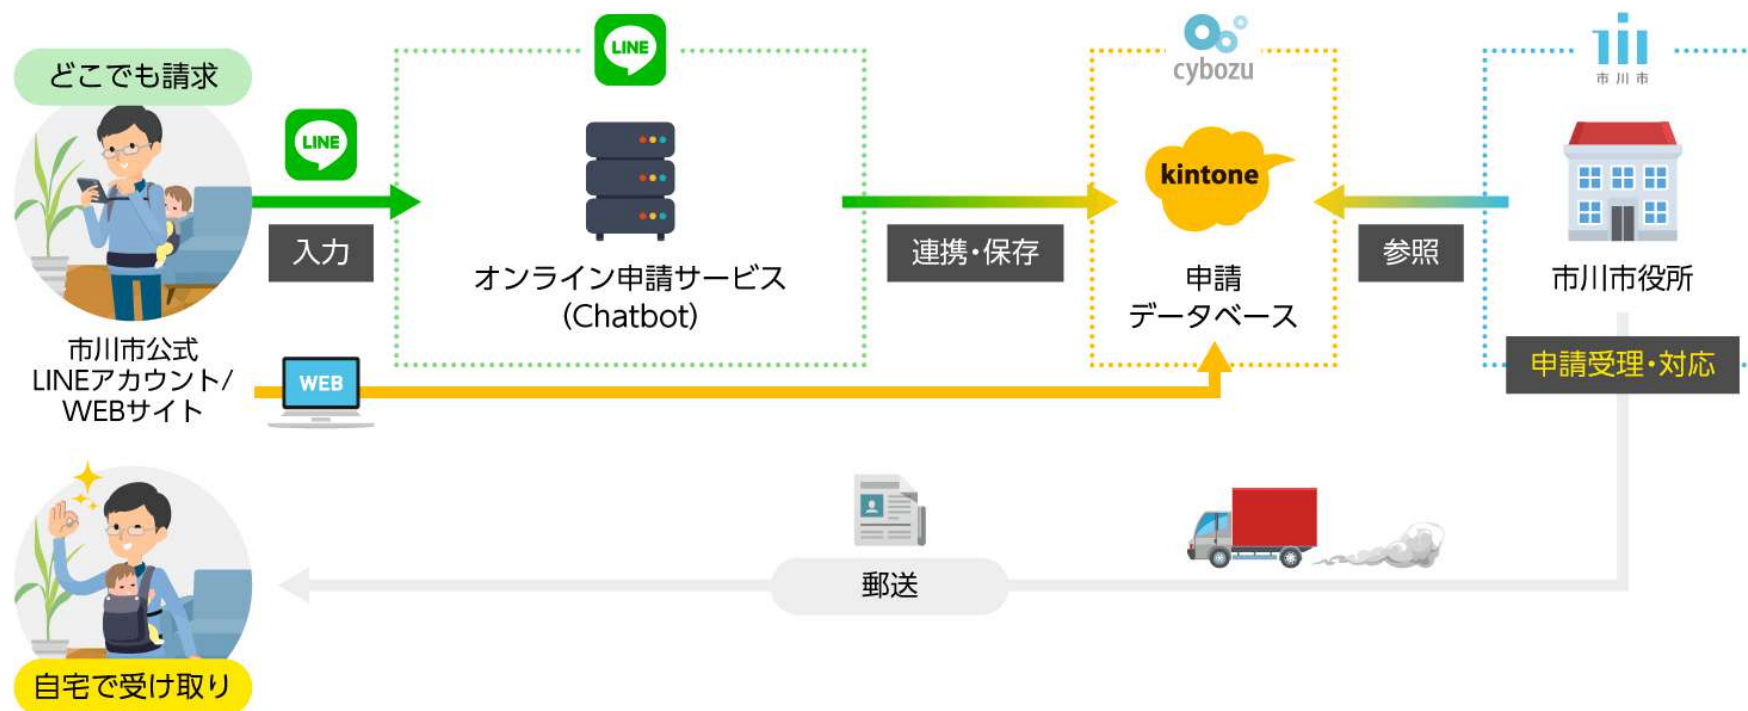 どこでも請求
LINE
入力
市川市公式
LINEアカウント/
WEBサイト
LINE
オンライン申請サービス
(Chatbot)
連携・保存
cybozu
kintone
申請
データベース
参照
市川市
市川市役所
申請受理・対応
WEB
郵送
自宅で受け取り